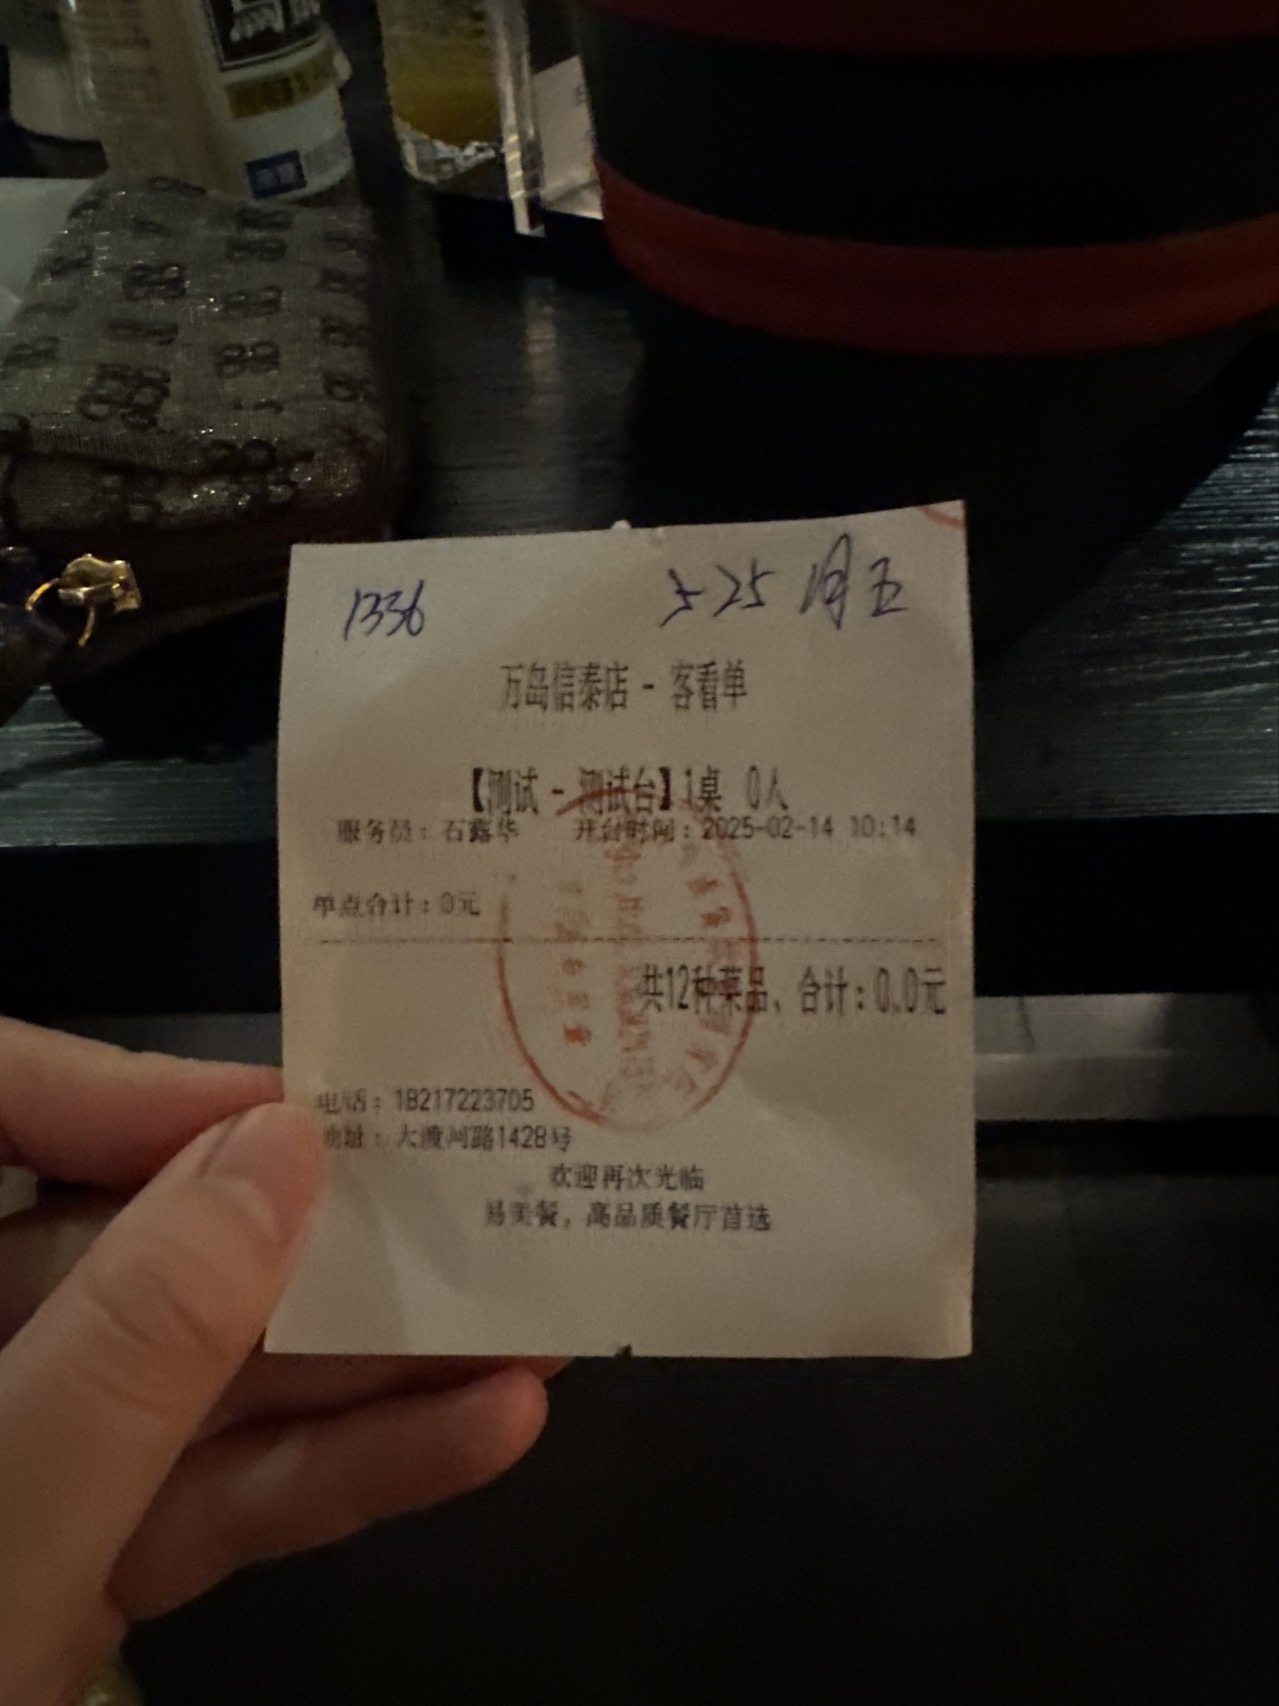 1336
5-25 周五
万岛信泰店 - 客看单
【测试 - 测试台】1桌 0人
服务员：石露华 开台时间：2025-02-14 10:14
单点合计：0元
共12种菜品、合计：0.0元
电话：18217223705
地址：大渡河路1428号
欢迎再次光临
易美餐，高品质餐厅首选